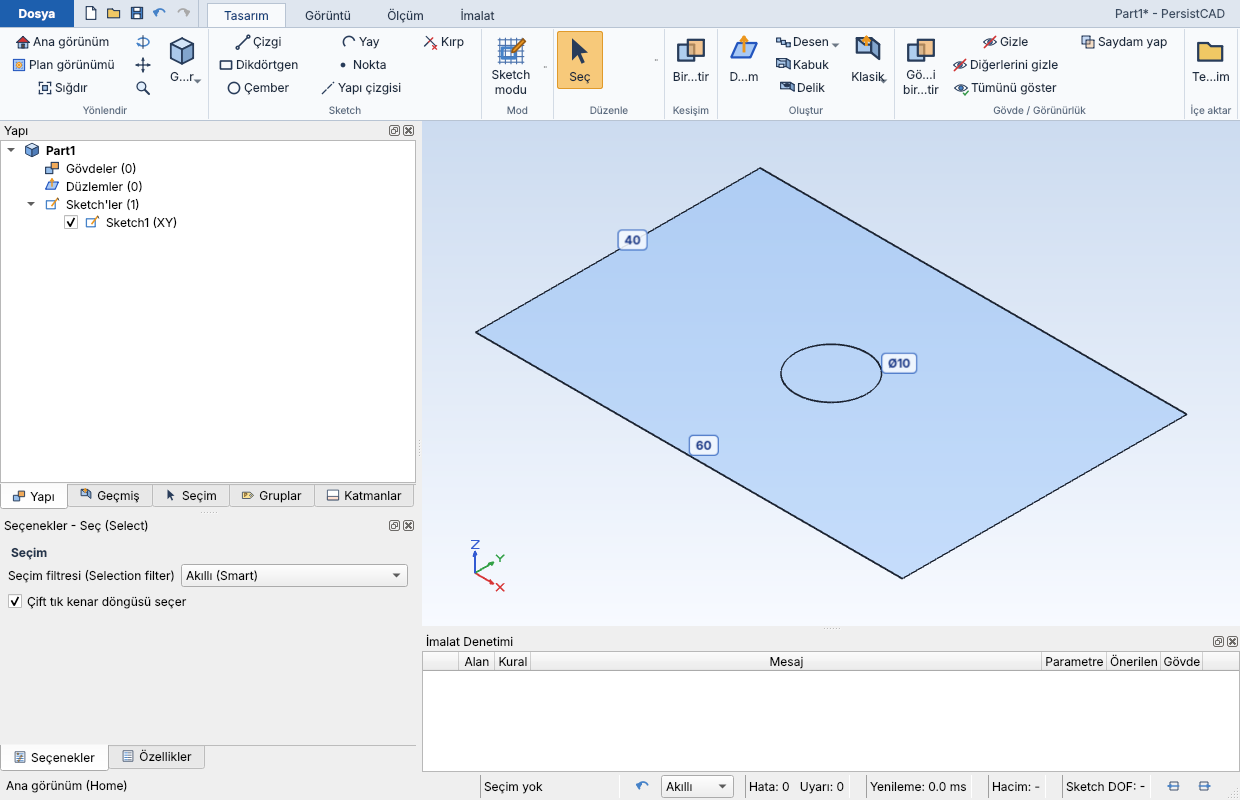 Dosya
Tasarım
Görüntü
Ölçüm
İmalat
Part1* - PersistCAD
Ana görünüm
Plan görünümü
Sığdır
G...r
Yönlendir
Çizgi
Dikdörtgen
Çember
Yay
Nokta
Yapı çizgisi
Kırp
Sketch
Sketch
modu
Mod
Seç
Düzenle
Bir...tir
Kesişim
D...m
Desen
Kabuk
Delik
Klasik
Oluştur
Gö...i
bir...tir
Gizle
Diğerlerini gizle
Tümünü göster
Saydam yap
Gövde / Görünürlük
Te...im
İçe aktar
Yapı
Part1
Gövdeler (0)
Düzlemler (0)
Sketch'ler (1)
Sketch1 (XY)
Yapı
Geçmiş
Seçim
Gruplar
Katmanlar
Seçenekler - Seç (Select)
Seçim
Seçim filtresi (Selection filter)
Akıllı (Smart)
Çift tık kenar döngüsü seçer
Seçenekler
Özellikler
40
Ø10
60
Z
Y
X
İmalat Denetimi
Alan
Kural
Mesaj
Parametre
Önerilen
Gövde
Ana görünüm (Home)
Seçim yok
Akıllı
Hata: 0
Uyarı: 0
Yenileme: 0.0 ms
Hacim: -
Sketch DOF: -